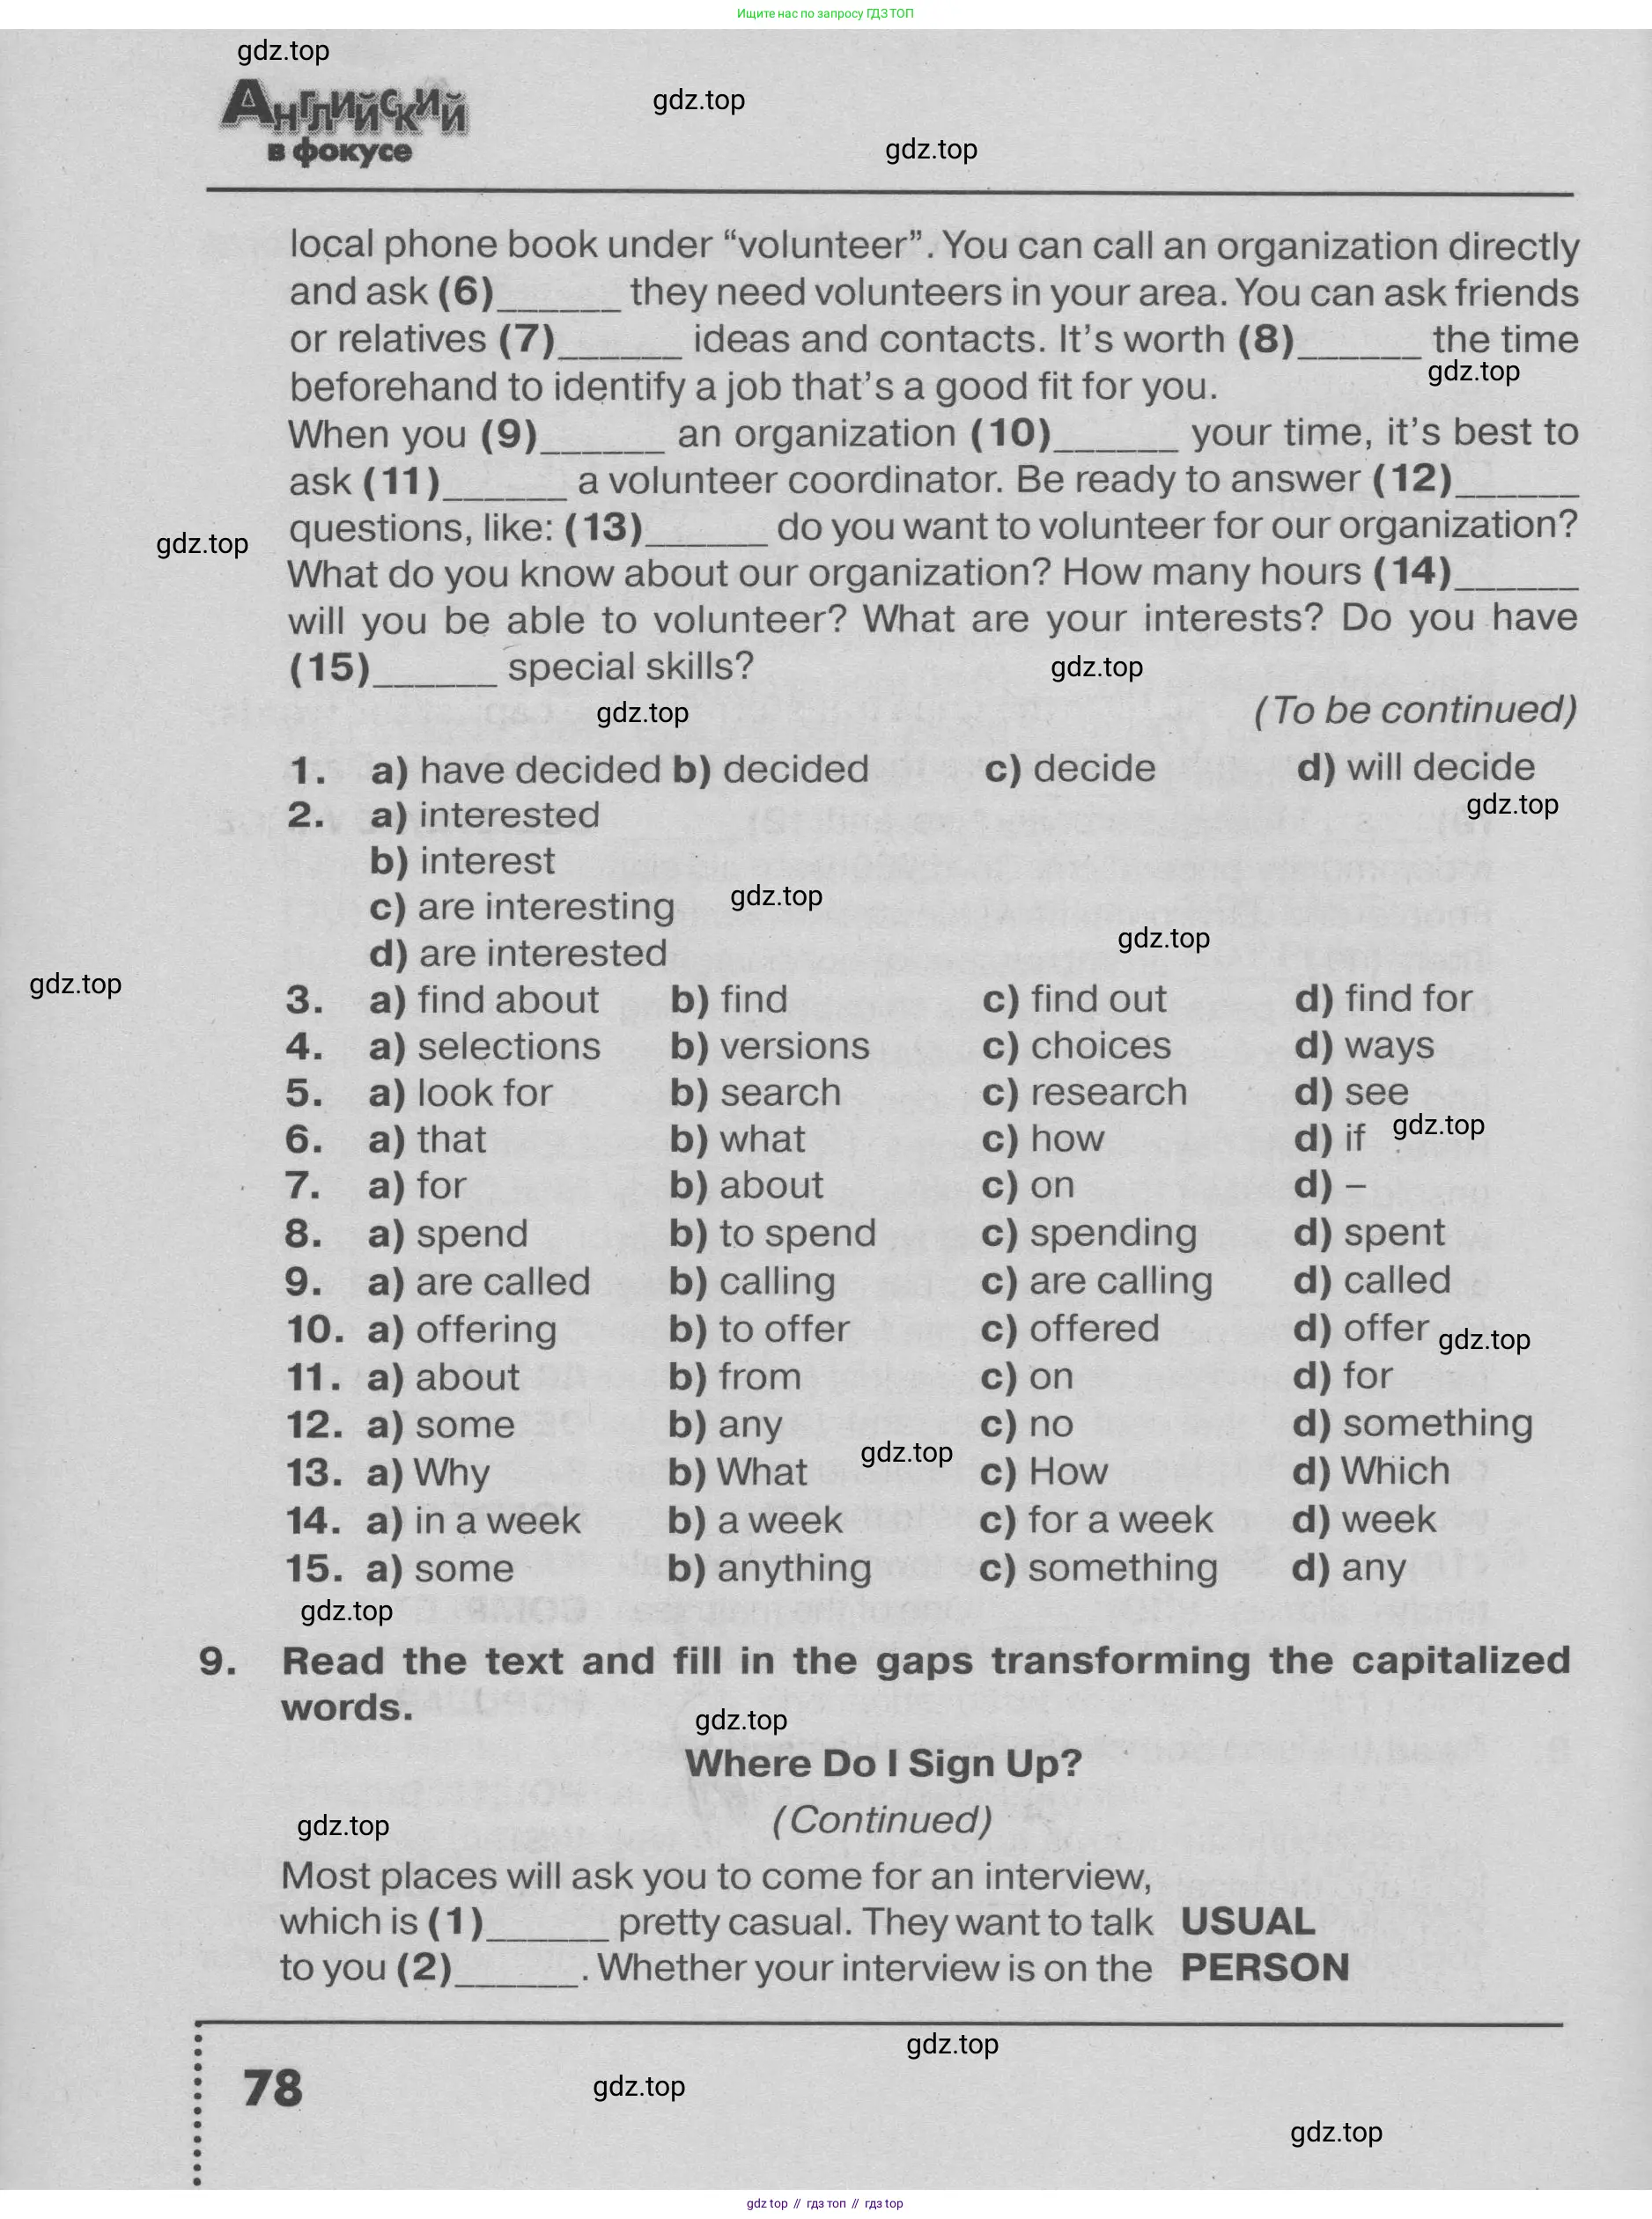 Ищите нас по запросу ГДЗ ТОП
gdz.top
Английский
в фокусе
gdz.top
gdz.top
local phone book under “volunteer”. You can call an organization directly
and ask (6)______ they need volunteers in your area. You can ask friends
or relatives (7)______ ideas and contacts. It’s worth (8)______ the time
gdz.top
beforehand to identify a job that’s a good fit for you.
When you (9)______ an organization (10)______ your time, it’s best to
ask (11)______ a volunteer coordinator. Be ready to answer (12)______
gdz.top
questions, like: (13)______ do you want to volunteer for our organization?
What do you know about our organization? How many hours (14)______
will you be able to volunteer? What are your interests? Do you have
(15)______ special skills?
gdz.top
gdz.top
(To be continued)
1. a) have decided b) decided c) decide d) will decide
gdz.top
2. a) interested
b) interest
c) are interesting
gdz.top
gdz.top
d) are interested
gdz.top
3. a) find about b) find c) find out d) find for
4. a) selections b) versions c) choices d) ways
5. a) look for b) search c) research d) see
gdz.top
6. a) that b) what c) how d) if
7. a) for b) about c) on d) –
8. a) spend b) to spend c) spending d) spent
9. a) are called b) calling c) are calling d) called
10. a) offering b) to offer c) offered d) offer
gdz.top
11. a) about b) from c) on d) for
12. a) some b) any c) no d) something
gdz.top
13. a) Why b) What c) How d) Which
14. a) in a week b) a week c) for a week d) week
15. a) some b) anything c) something d) any
gdz.top
9. Read the text and fill in the gaps transforming the capitalized
words.
gdz.top
Where Do I Sign Up?
(Continued)
gdz.top
Most places will ask you to come for an interview,
which is (1)______ pretty casual. They want to talk USUAL
to you (2)______. Whether your interview is on the PERSON
gdz.top
78
gdz.top
gdz.top
gdz top // гдз топ // гдз top